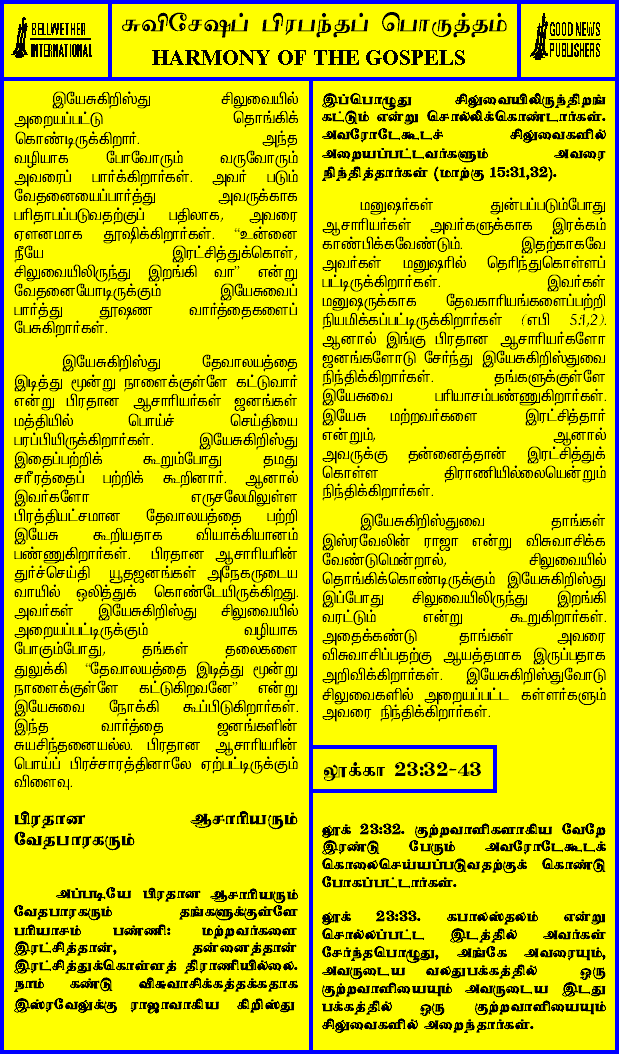 BELLWETHER
INTERNATIONAL
சுவிசேஷப் பிரபந்தப் பொருத்தம்
HARMONY OF THE GOSPELS
GOOD NEWS
PUBLISHERS
இயேசுகிறிஸ்து சிலுவையில்
அறையப்பட்டு தொங்கிக்
கொண்டிருக்கிறார். அந்த
வழியாக போவோரும் வருவோரும்
அவரைப் பார்க்கிறார்கள். அவர் படும்
வேதனையைப்பார்த்து அவருக்காக
பரிதாபப்படுவதற்குப் பதிலாக, அவரை
ஏளனமாக தூஷிக்கிறார்கள். “உன்னை
நீயே இரட்சித்துக்கொள்,
சிலுவையிலிருந்து இறங்கி வா” என்று
வேதனையோடிருக்கும் இயேசுவைப்
பார்த்து தூஷண வார்த்தைகளைப்
பேசுகிறார்கள்.
இயேசுகிறிஸ்து தேவாலயத்தை
இடித்து மூன்று நாளைக்குள்ளே கட்டுவார்
என்று பிரதான ஆசாரியர்கள் ஜனங்கள்
மத்தியில் பொய்ச் செய்தியை
பரப்பியிருக்கிறார்கள். இயேசுகிறிஸ்து
இதைப்பற்றிக் கூறும்போது தமது
சரீரத்தைப் பற்றிக் கூறினார். ஆனால்
இவர்களோ எருசலேமிலுள்ள
பிரத்தியட்சமான தேவாலயத்தை பற்றி
இயேசு கூறியதாக வியாக்கியானம்
பண்ணுகிறார்கள். பிரதான ஆசாரியரின்
துர்ச்செய்தி யூதஜனங்கள் அநேகருடைய
வாயில் ஒலித்துக் கொண்டேயிருக்கிறது.
அவர்கள் இயேசுகிறிஸ்து சிலுவையில்
அறையப்பட்டிருக்கும் வழியாக
போகும்போது, தங்கள் தலைகளை
துலுக்கி “தேவாலயத்தை இடித்து மூன்று
நாளைக்குள்ளே கட்டுகிறவனே” என்று
இயேசுவை நோக்கி கூப்பிடுகிறார்கள்.
இந்த வார்த்தை ஜனங்களின்
சுயசிந்தனையல்ல. பிரதான ஆசாரியரின்
பொய்ப் பிரச்சாரத்தினாலே ஏற்பட்டிருக்கும்
விளைவு.
பிரதான ஆசாரியரும்
வேதபாரகரும்
அப்படியே பிரதான ஆசாரியரும்
வேதபாரகரும் தங்களுக்குள்ளே
பரியாசம் பண்ணி: மற்றவர்களை
இரட்சித்தான், தன்னைத்தான்
இரட்சித்துக்கொள்ளத் திராணியில்லை.
நாம் கண்டு விசுவாசிக்கத்தக்கதாக
இஸ்ரவேலுக்கு ராஜாவாகிய கிறிஸ்து
இப்பொழுது சிலுவையிலிருந்திறங்
கட்டும் என்று சொல்லிக்கொண்டார்கள்.
அவரோடேகூடச் சிலுவைகளில்
அறையப்பட்டவர்களும் அவரை
நிந்தித்தார்கள் (மாற்கு 15:31,32).
மனுஷர்கள் துன்பப்படும்போது
ஆசாரியர்கள் அவர்களுக்காக இரக்கம்
காண்பிக்கவேண்டும். இதற்காகவே
அவர்கள் மனுஷரில் தெரிந்துகொள்ளப்
பட்டிருக்கிறார்கள். இவர்கள்
மனுஷருக்காக தேவகாரியங்களைப்பற்றி
நியமிக்கப்பட்டிருக்கிறார்கள் (எபி 5:1,2).
ஆனால் இங்கு பிரதான ஆசாரியர்களோ
ஜனங்களோடு சேர்ந்து இயேசுகிறிஸ்துவை
நிந்திக்கிறார்கள். தங்களுக்குள்ளே
இயேசுவை பரியாசம்பண்ணுகிறார்கள்.
இயேசு மற்றவர்களை இரட்சித்தார்
என்றும், ஆனால்
அவருக்கு தன்னைத்தான் இரட்சித்துக்
கொள்ள திராணியில்லையென்றும்
நிந்திக்கிறார்கள்.
இயேசுகிறிஸ்துவை தாங்கள்
இஸ்ரவேலின் ராஜா என்று விசுவாசிக்க
வேண்டுமென்றால், சிலுவையில்
தொங்கிக்கொண்டிருக்கும் இயேசுகிறிஸ்து
இப்போது சிலுவையிலிருந்து இறங்கி
வரட்டும் என்று கூறுகிறார்கள்.
அதைக்கண்டு தாங்கள் அவரை
விசுவாசிப்பதற்கு ஆயத்தமாக இருப்பதாக
அறிவிக்கிறார்கள். இயேசுகிறிஸ்துவோடு
சிலுவைகளில் அறையப்பட்ட கள்ளர்களும்
அவரை நிந்திக்கிறார்கள்.
லூக்கா 23:32-43
லூக் 23:32. குற்றவாளிகளாகிய வேறே
இரண்டு பேரும் அவரோடேகூடக்
கொலைசெய்யப்படுவதற்குக் கொண்டு
போகப்பட்டார்கள்.
லூக் 23:33. கபாலஸ்தலம் என்று
சொல்லப்பட்ட இடத்தில் அவர்கள்
சேர்ந்தபொழுது, அங்கே அவரையும்,
அவருடைய வலதுபக்கத்தில் ஒரு
குற்றவாளியையும் அவருடைய இடது
பக்கத்தில் ஒரு குற்றவாளியையும்
சிலுவைகளில் அறைந்தார்கள்.